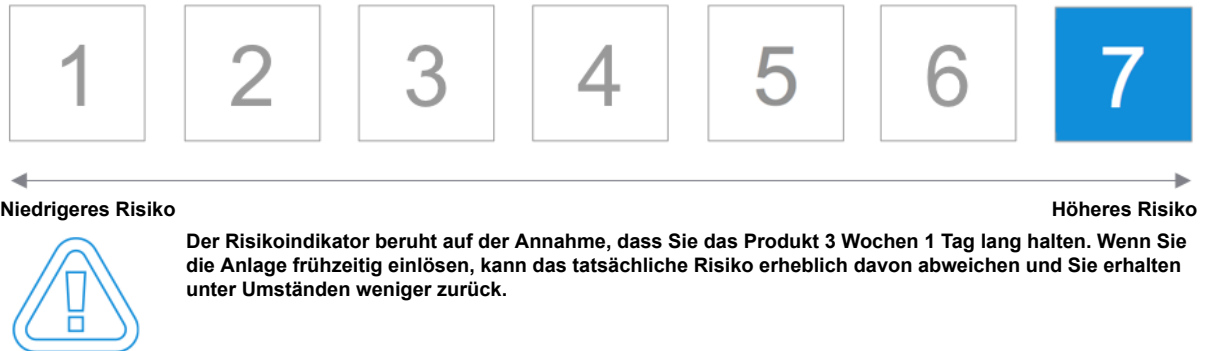 1 2 3 4 5 6 7
Niedrigeres Risiko Höheres Risiko
Der Risikoindikator beruht auf der Annahme, dass Sie das Produkt 3 Wochen 1 Tag lang halten. Wenn Sie
die Anlage frühzeitig einlösen, kann das tatsächliche Risiko erheblich davon abweichen und Sie erhalten
unter Umständen weniger zurück.